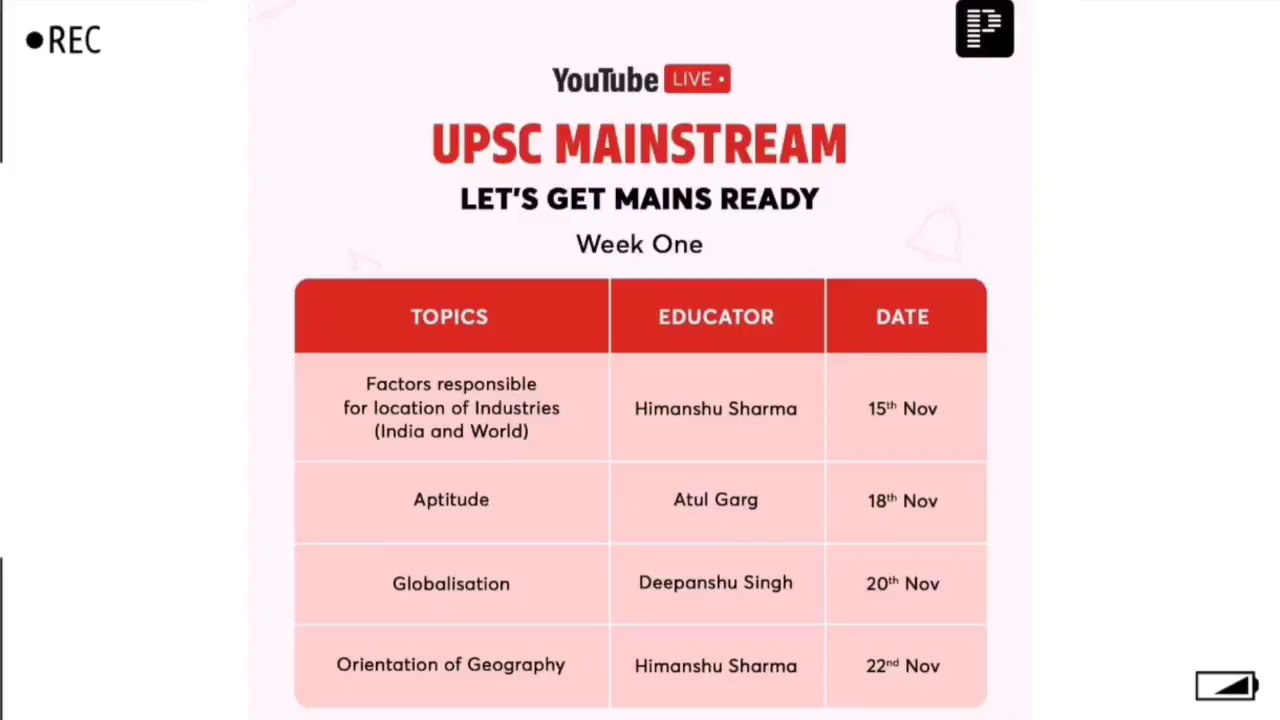 ●REC
P
YouTube LIVE •
UPSC MAINSTREAM
LET'S GET MAINS READY
Week One
TOPICS EDUCATOR DATE
Factors responsible
for location of Industries
(India and World)
Himanshu Sharma
15th Nov
Aptitude Atul Garg 18th Nov
Globalisation Deepanshu Singh 20th Nov
Orientation of Geography Himanshu Sharma 22nd Nov